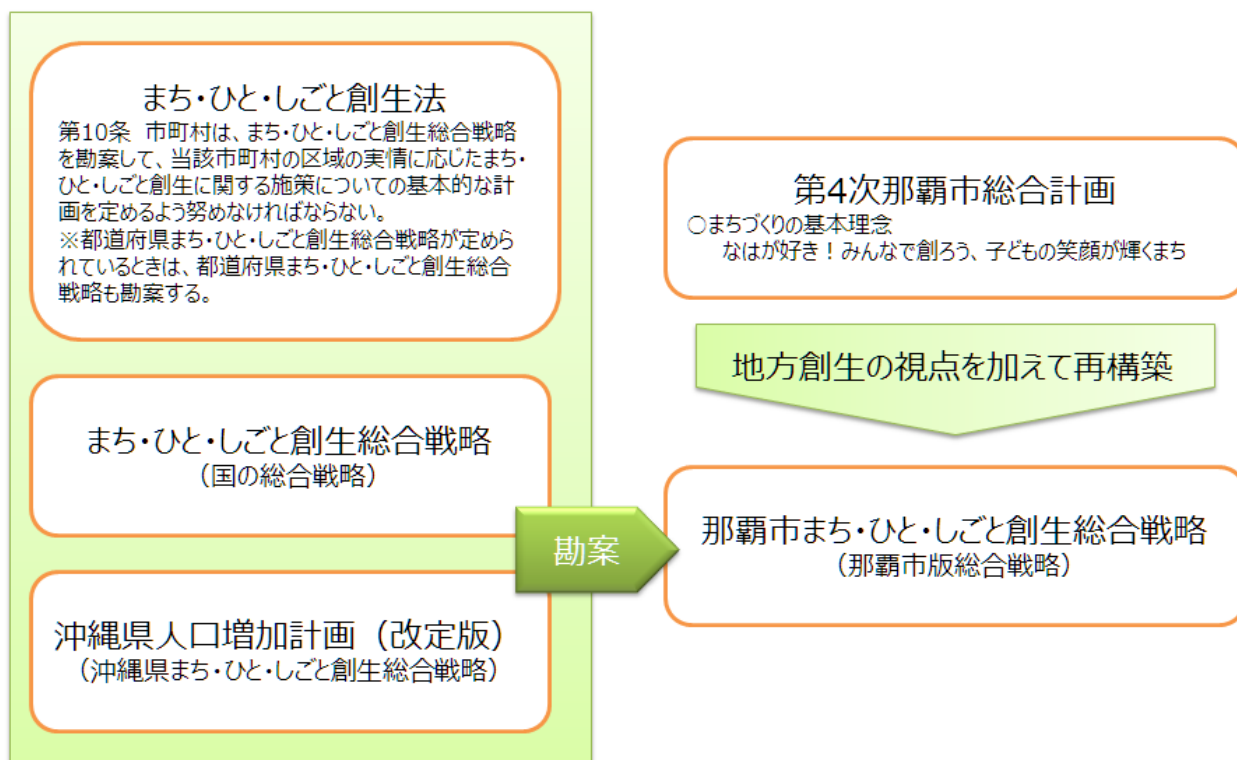 まち・ひと・しごと創生法
第10条 市町村は、まち・ひと・しごと創生総合戦略
を勘案して、当該市町村の区域の実情に応じたまち・
ひと・しごと創生に関する施策についての基本的な計
画を定めるよう努めなければならない。
※都道府県まち・ひと・しごと創生総合戦略が定めら
れているときは、都道府県まち・ひと・しごと創生総合
戦略も勘案する。
まち・ひと・しごと創生総合戦略
（国の総合戦略）
沖縄県人口増加計画（改定版）
（沖縄県まち・ひと・しごと創生総合戦略）
勘案
第4次那覇市総合計画
○まちづくりの基本理念
なはが好き！みんなで創ろう、子どもの笑顔が輝くまち
地方創生の視点を加えて再構築
那覇市まち・ひと・しごと創生総合戦略
（那覇市版総合戦略）